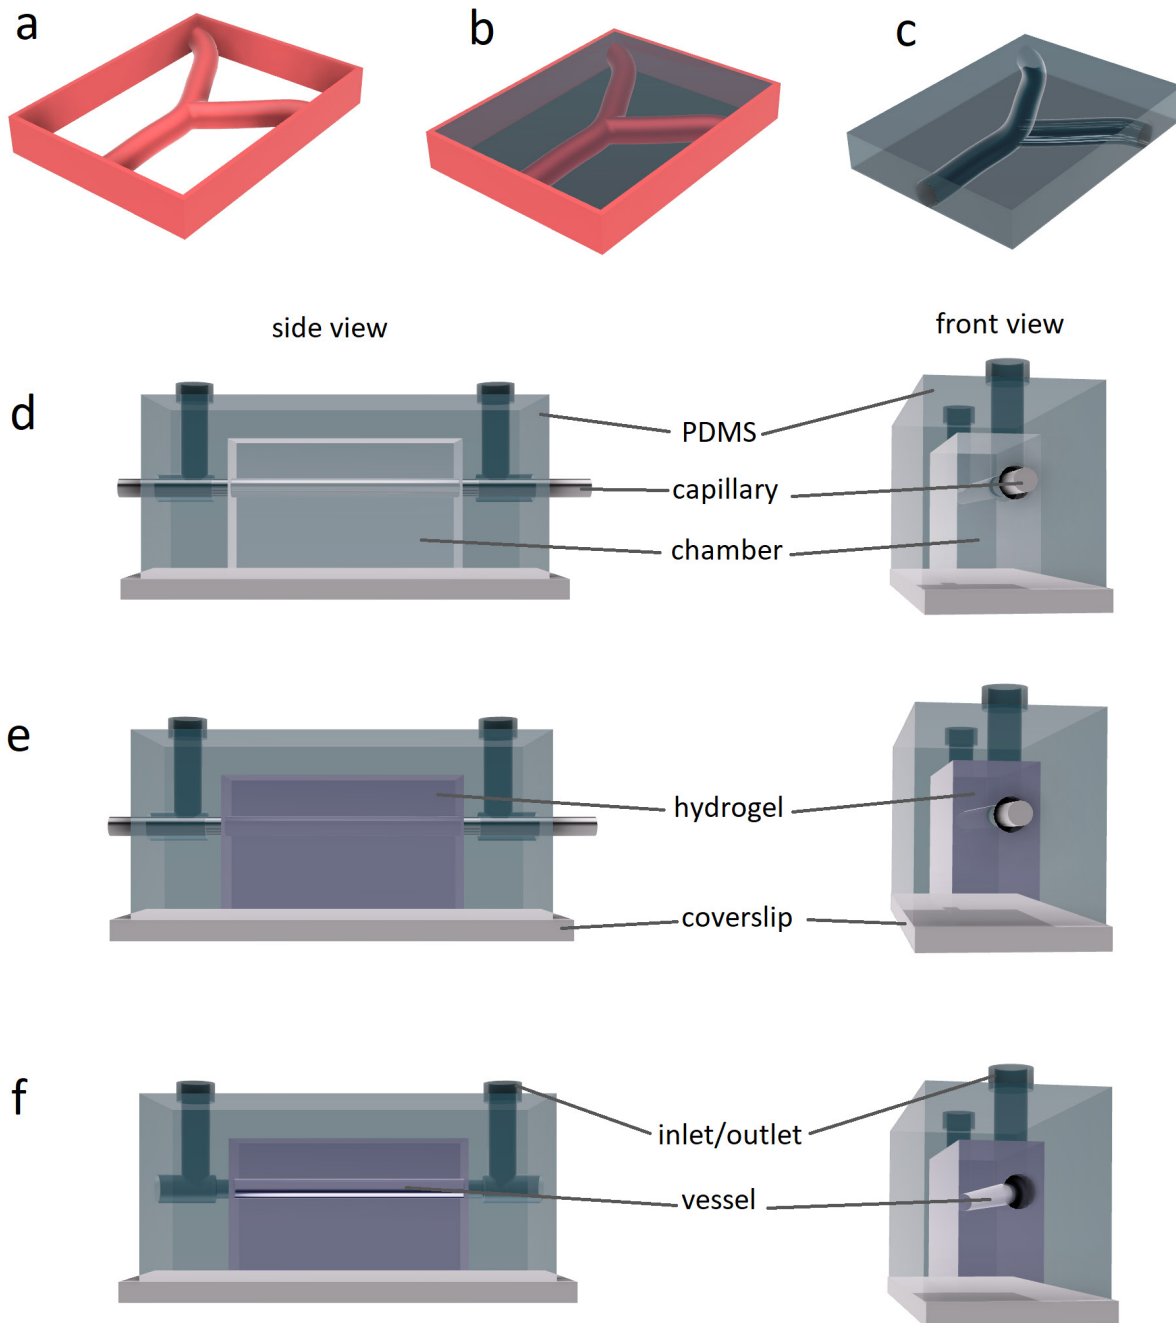 a
b
c
side view
front view
d
PDMS
capillary
chamber
e
hydrogel
coverslip
f
inlet/outlet
vessel